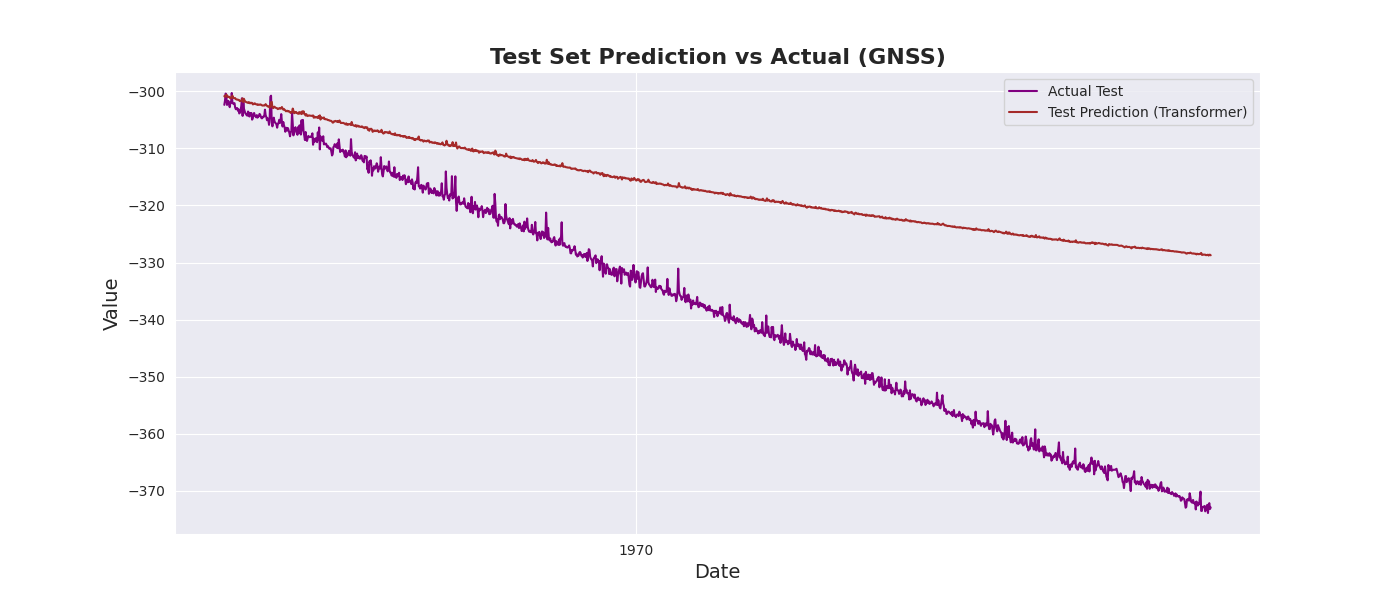 Test Set Prediction vs Actual (GNSS)
Actual Test
Test Prediction (Transformer)
Value
−300
−310
−320
−330
−340
−350
−360
−370
1970
Date